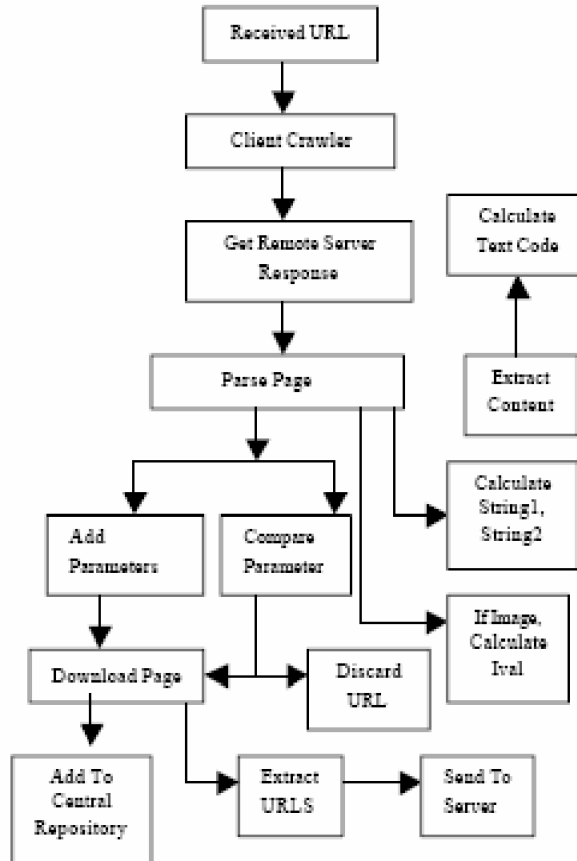 Received URL
Client Crawler
Get Remote Server
Response
Calculate
Text Code
Parse Page
Extract
Content
Calculate
String1,
String2
Add
Parameters
Compare
Parameter
If Image,
Calculate
Ival
Download Page
Discard
URL
Add To
Central
Repository
Extract
URLS
Send To
Server